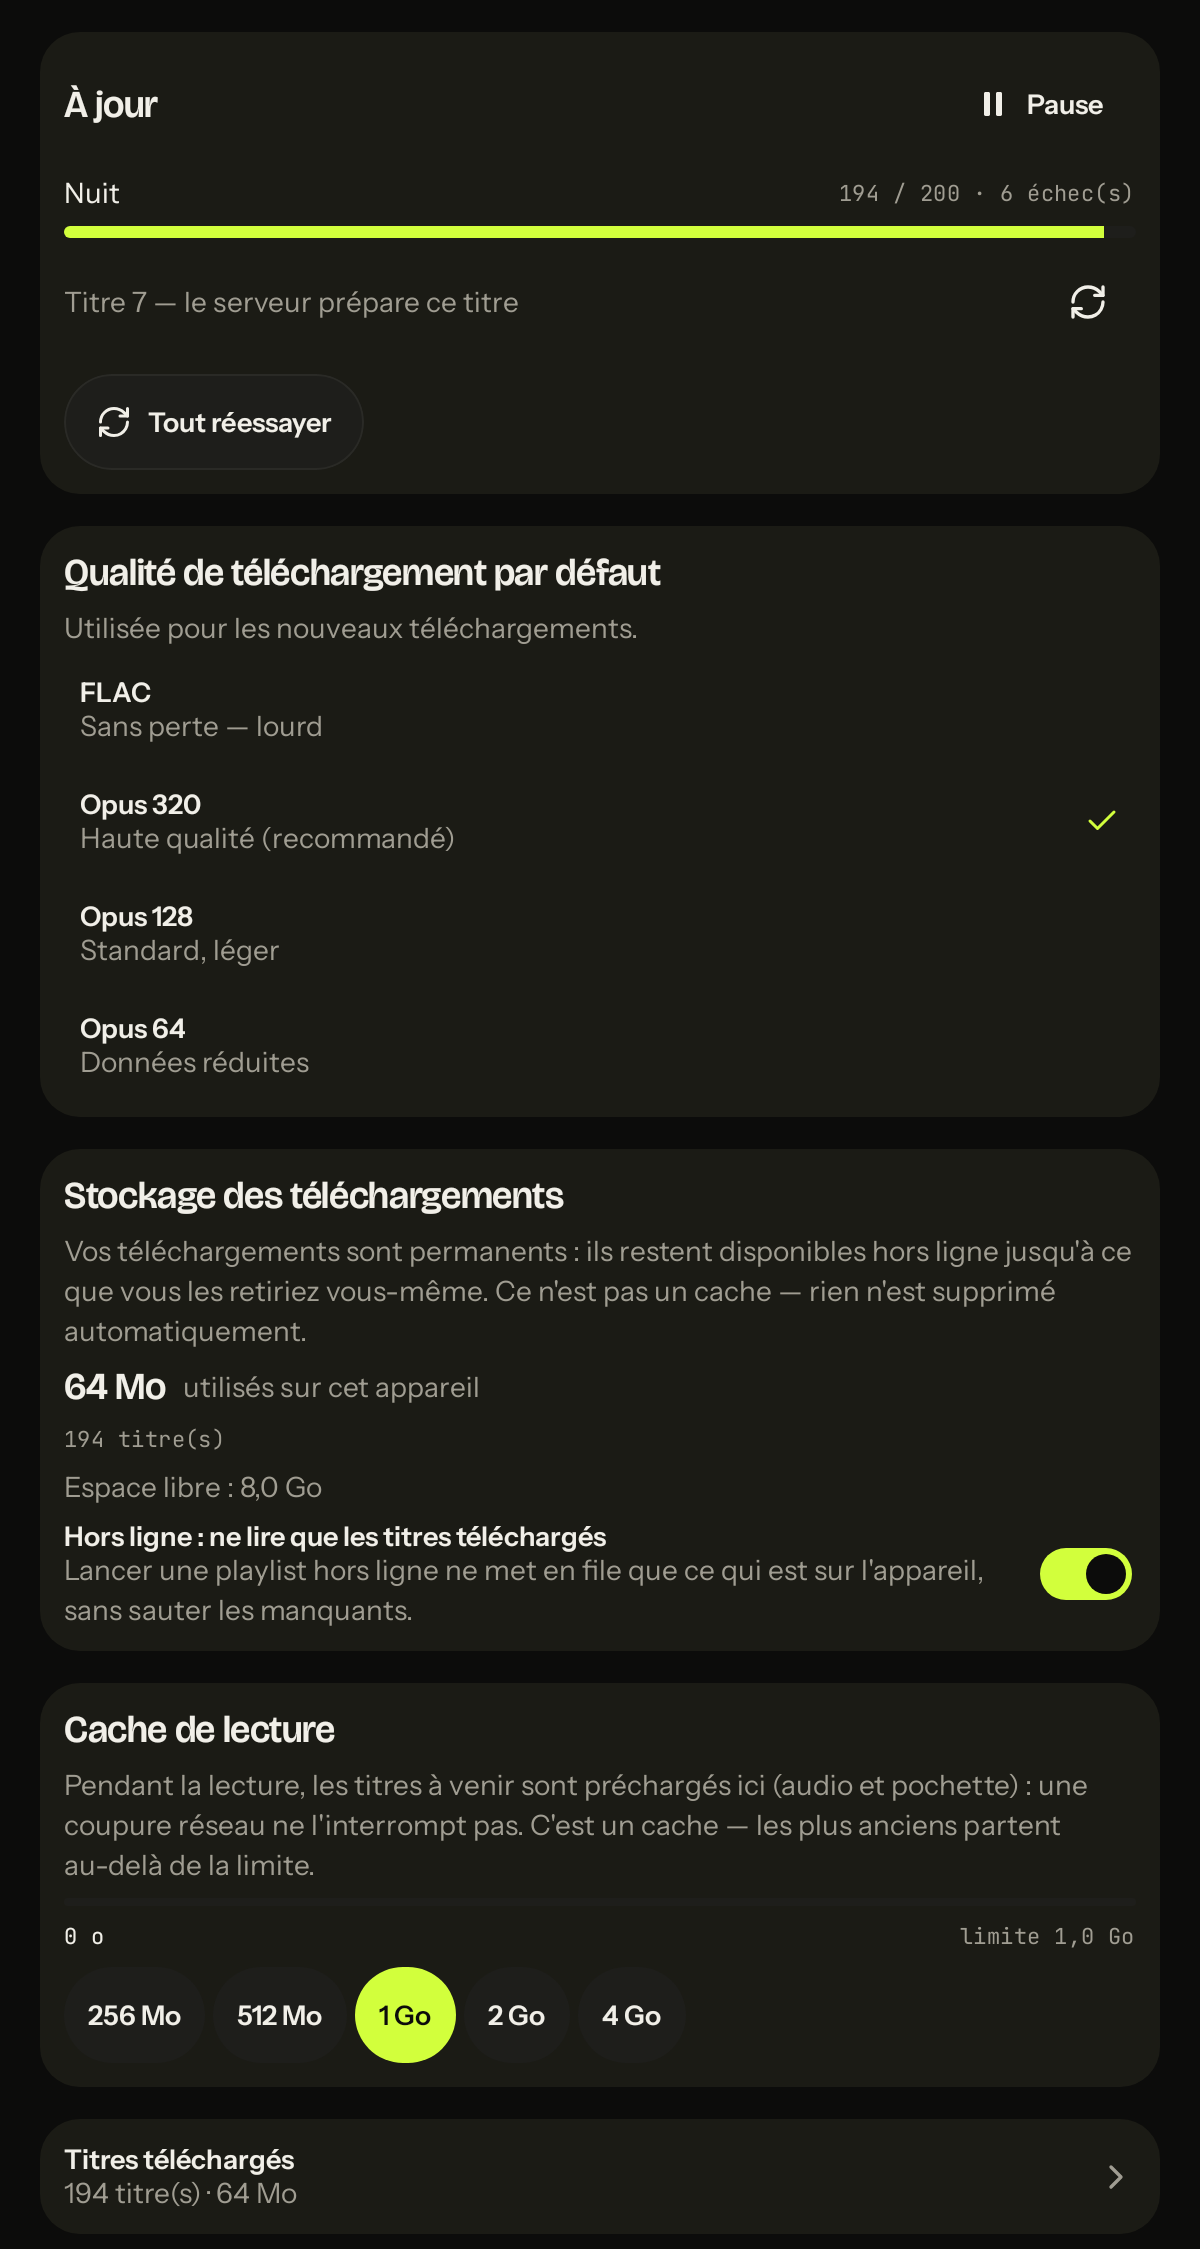 À jour
Pause
Nuit
194 / 200 · 6 échec(s)
Titre 7 — le serveur prépare ce titre
Tout réessayer
Qualité de téléchargement par défaut
Utilisée pour les nouveaux téléchargements.
FLAC
Sans perte — lourd
Opus 320
Haute qualité (recommandé)
Opus 128
Standard, léger
Opus 64
Données réduites
Stockage des téléchargements
Vos téléchargements sont permanents : ils restent disponibles hors ligne jusqu'à ce
que vous les retiriez vous-même. Ce n'est pas un cache — rien n'est supprimé
automatiquement.
64 Mo utilisés sur cet appareil
194 titre(s)
Espace libre : 8,0 Go
Hors ligne : ne lire que les titres téléchargés
Lancer une playlist hors ligne ne met en file que ce qui est sur l'appareil,
sans sauter les manquants.
Cache de lecture
Pendant la lecture, les titres à venir sont préchargés ici (audio et pochette) : une
coupure réseau ne l'interrompt pas. C'est un cache — les plus anciens partent
au-delà de la limite.
0 o
limite 1,0 Go
256 Mo
512 Mo
1 Go
2 Go
4 Go
Titres téléchargés
194 titre(s) · 64 Mo